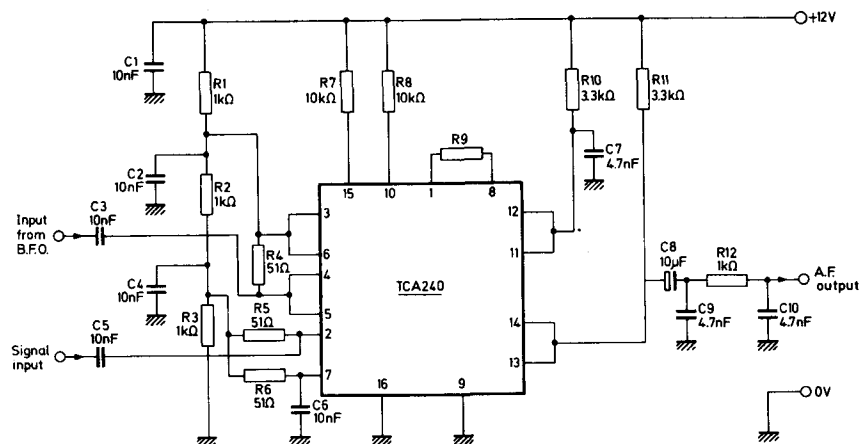 +12V
C1
10nF
R1
1kΩ
R7
10kΩ
R8
10kΩ
R10
3.3kΩ
R11
3.3kΩ
C2
10nF
R2
1kΩ
R9
C7
4.7nF
15
10
1
8
Input
from
B.F.O.
C3
10nF
3
6
4
5
2
7
R4
51Ω
12
11
TCA240
C4
10nF
R3
1kΩ
R5
51Ω
C8
10µF
R12
1kΩ
A.F.
output
C9
4.7nF
C10
4.7nF
14
13
Signal
input
C5
10nF
R6
51Ω
C6
10nF
16
9
0V